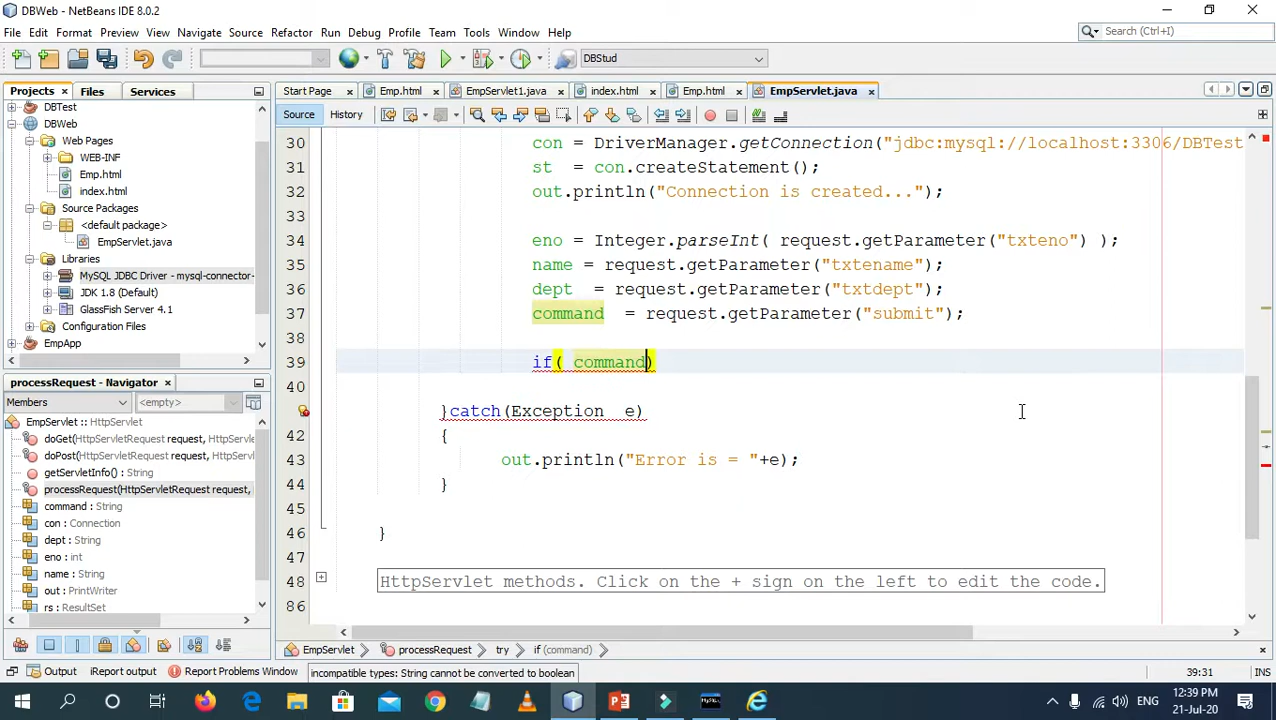 DBWeb - NetBeans IDE 8.0.2
File Edit Format Preview View Navigate Source Refactor Run Debug Profile Team Tools Window Help
Search (Ctrl+I)
DBStud
Projects Files Services
Start Page Emp.html EmpServlet1.java index.html Emp.html EmpServlet.java
Source History
DBTest
DBWeb
Web Pages
WEB-INF
Emp.html
index.html
Source Packages
<default package>
EmpServlet.java
Libraries
MySQL JDBC Driver - mysql-connector-
JDK 1.8 (Default)
GlassFish Server 4.1
Configuration Files
EmpApp
processRequest - Navigator
Members <empty>
EmpServlet :: HttpServlet
doGet(HttpServletRequest request, HttpServle
doPost(HttpServletRequest request, HttpServle
getServletInfo() : String
processRequest(HttpServletRequest request,
command : String
con : Connection
dept : String
eno : int
name : String
out : PrintWriter
rs : ResultSet
30 con = DriverManager.getConnection("jdbc:mysql://localhost:3306/DBTest
31 st = con.createStatement();
32 out.println("Connection is created...");
33
34 eno = Integer.parseInt( request.getParameter("txteno") );
35 name = request.getParameter("txtename");
36 dept = request.getParameter("txtdept");
37 command = request.getParameter("submit");
38
39 if( command)
40
}catch(Exception e)
42 {
43 out.println("Error is = "+e);
44 }
45
46 }
47
48 HttpServlet methods. Click on the + sign on the left to edit the code.
86
EmpServlet processRequest try if (command)
Output iReport output Report Problems Window incompatible types: String cannot be converted to boolean 39:31 INS
ENG 12:39 PM
21-Jul-20